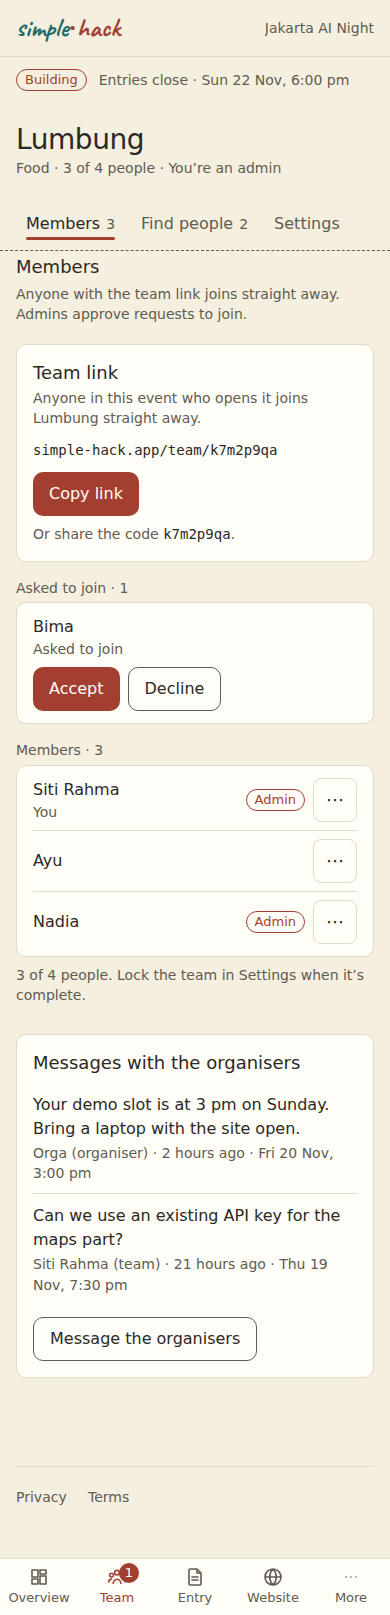 simple·hack
Jakarta AI Night
Building
Entries close · Sun 22 Nov, 6:00 pm
Lumbung
Food · 3 of 4 people · You’re an admin
Members 3
Find people 2
Settings
Members
Anyone with the team link joins straight away.
Admins approve requests to join.
Team link
Anyone in this event who opens it joins
Lumbung straight away.
simple-hack.app/team/k7m2p9qa
Copy link
Or share the code k7m2p9qa.
Asked to join · 1
Bima
Asked to join
Accept
Decline
Members · 3
Siti Rahma
You
Admin
···
Ayu
···
Nadia
Admin
···
3 of 4 people. Lock the team in Settings when it’s
complete.
Messages with the organisers
Your demo slot is at 3 pm on Sunday.
Bring a laptop with the site open.
Orga (organiser) · 2 hours ago · Fri 20 Nov,
3:00 pm
Can we use an existing API key for the
maps part?
Siti Rahma (team) · 21 hours ago · Thu 19
Nov, 7:30 pm
Message the organisers
Privacy
Terms
1
Overview
Team
Entry
Website
More